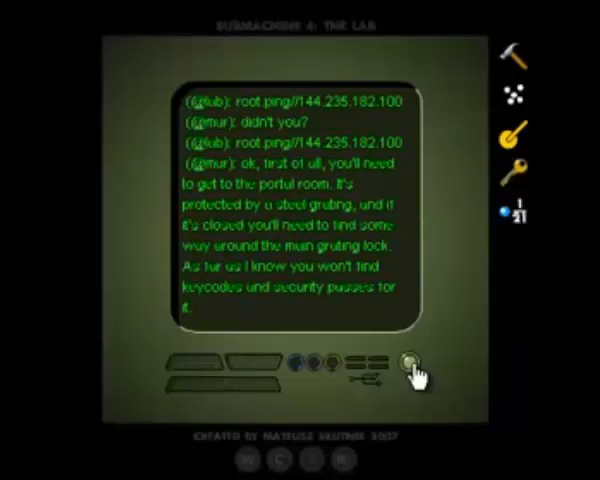 SUBMACHINE 4: THE LAB
((@lab): root.ping//144.235.182.100
((@mur): didn't you?
((@lab): root.ping//144.235.182.100
((@mur): ok, first of all, you'll need
to get to the portal room. It's
protected by a steel grating, and if
it's closed you'll need to find some
way around the main grating lock.
As far as I know you won't find
keycodes and security passes for
it.
1
21
CREATED BY MATEUSZ SKUTNIK 2007